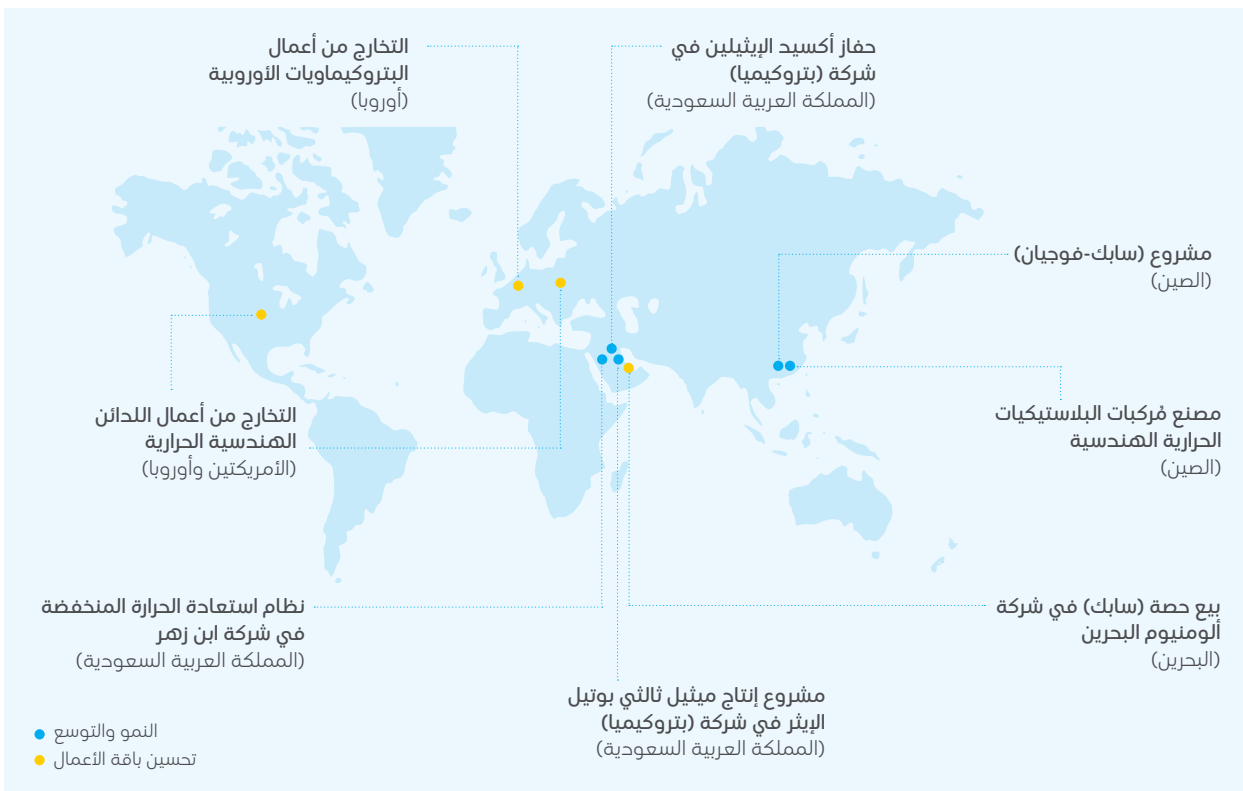 حفاز أكسيد الإيثيلين في
شركة (بتروكيميا)
(المملكة العربية السعودية)
التخارج من أعمال
البتروكيماويات الأوروبية
(أوروبا)
مشروع (سابك-فوجيان)
(الصين)
مصنع مُركبات البلاستيكيات
الحرارية الهندسية
(الصين)
التخارج من أعمال اللدائن
الهندسية الحرارية
(الأمريكتين وأوروبا)
بيع حصة (سابك) في شركة
ألومنيوم البحرين
(البحرين)
نظام استعادة الحرارة المنخفضة
في شركة ابن زهر
(المملكة العربية السعودية)
مشروع إنتاج ميثيل ثالثي بوتيل
الإيثر في شركة (بتروكيميا)
(المملكة العربية السعودية)
النمو والتوسع
تحسين باقة الأعمال